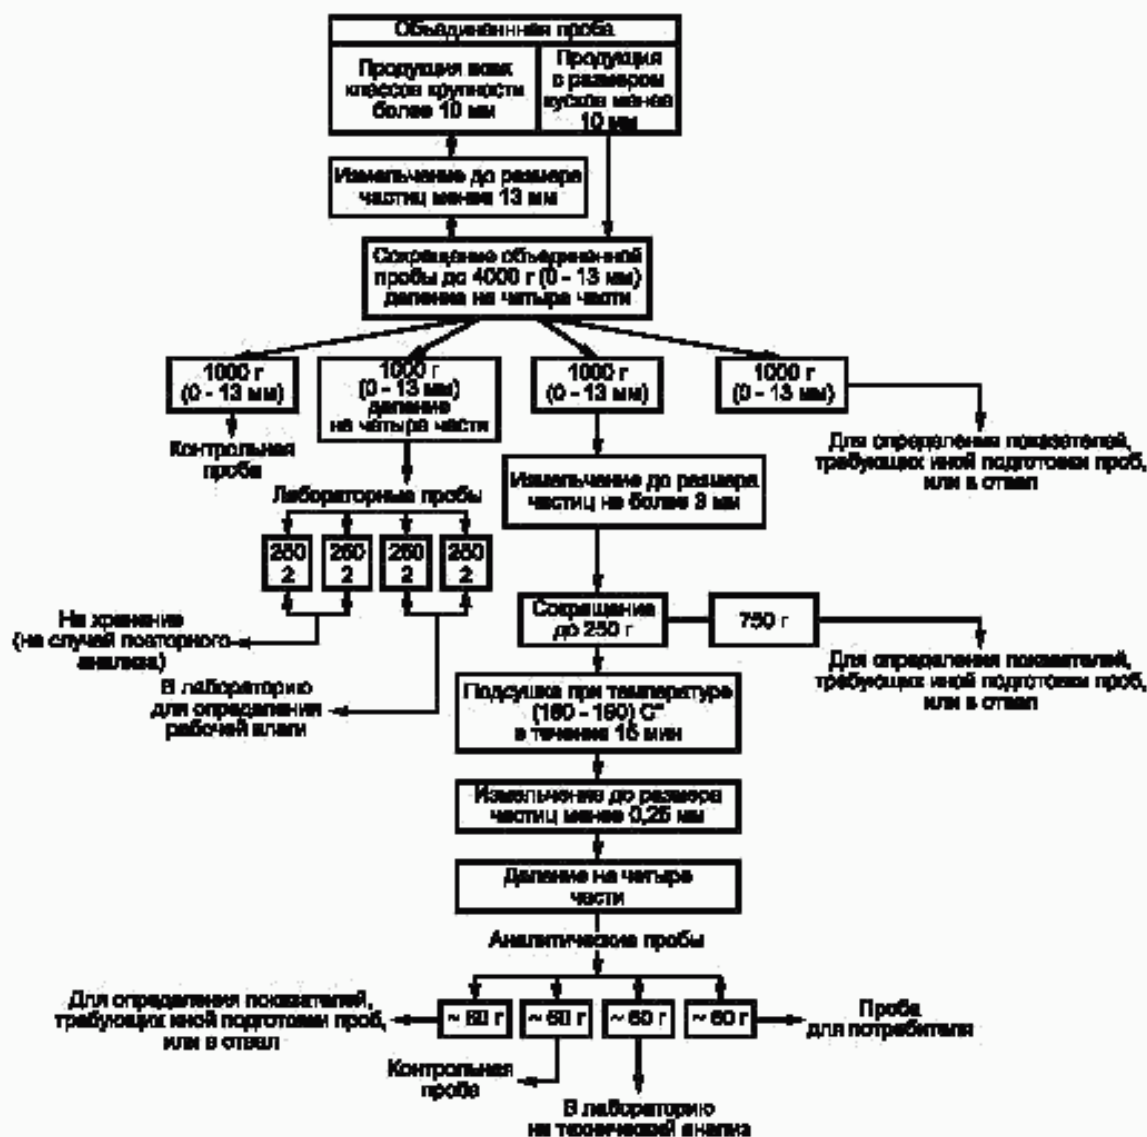 Объединенная проба
Продукция всех
классов крупности
более 10 мм
Продукция
с размером
кусков менее
10 мм
Измельчение до размера
частиц менее 13 мм
Сокращение объединенной
пробы до 4000 г (0 - 13 мм)
деление на четыре части
1000 г
(0 - 13 мм)
1000 г
(0 - 13 мм)
деление
на четыре части
1000 г
(0 - 13 мм)
1000 г
(0 - 13 мм)
Контрольная
проба
Для определения показателей,
требующих иной подготовки проб,
или в отвал
Лабораторные пробы
Измельчение до размера
частиц не более 3 мм
250
2
250
2
250
2
250
2
На хранение
(на случай повторного
анализа)
Сокращение
до 250 г
750 г
Для определения показателей,
требующих иной подготовки проб,
или в отвал
В лабораторию
для определения
рабочей влаги
Подсушка при температуре
в течение 15 мин
Измельчение до размера
частиц менее 0,25 мм
Деление на четыре
части
Аналитические пробы
Для определения показателей,
требующих иной подготовки проб,
или в отвал
~ 60 г
~ 60 г
~ 60 г
~ 60 г
Проба
для потребителя
Контрольная
проба
В лабораторию
на технический анализ